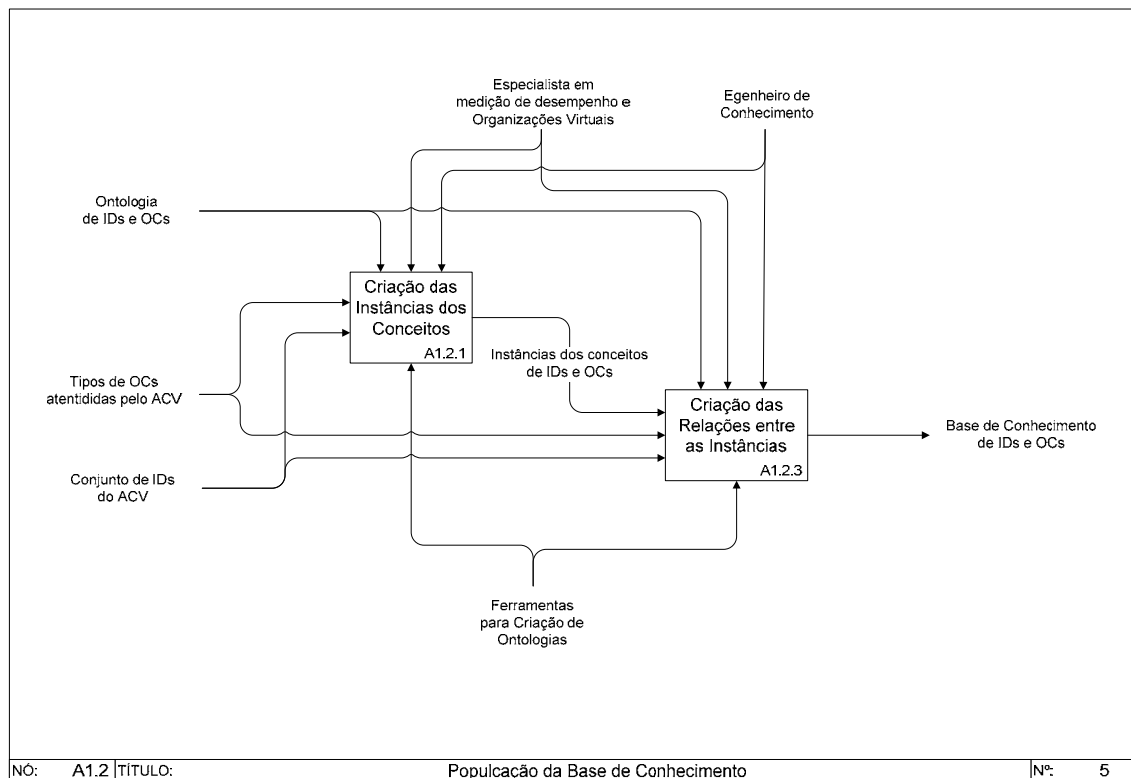 Especialista em
medição de desempenho e
Organizações Virtuais
Egenheiro de
Conhecimento
Ontologia
de IDs e OCs
Criação das
Instâncias dos
Conceitos
A1.2.1
Instâncias dos conceitos
de IDs e OCs
Tipos de OCs
atentididas pelo ACV
Criação das
Relações entre
as Instâncias
A1.2.3
Base de Conhecimento
de IDs e OCs
Conjunto de IDs
do ACV
Ferramentas
para Criação de
Ontologias
NÓ: A1.2 TÍTULO: Populcação da Base de Conhecimento Nº: 5